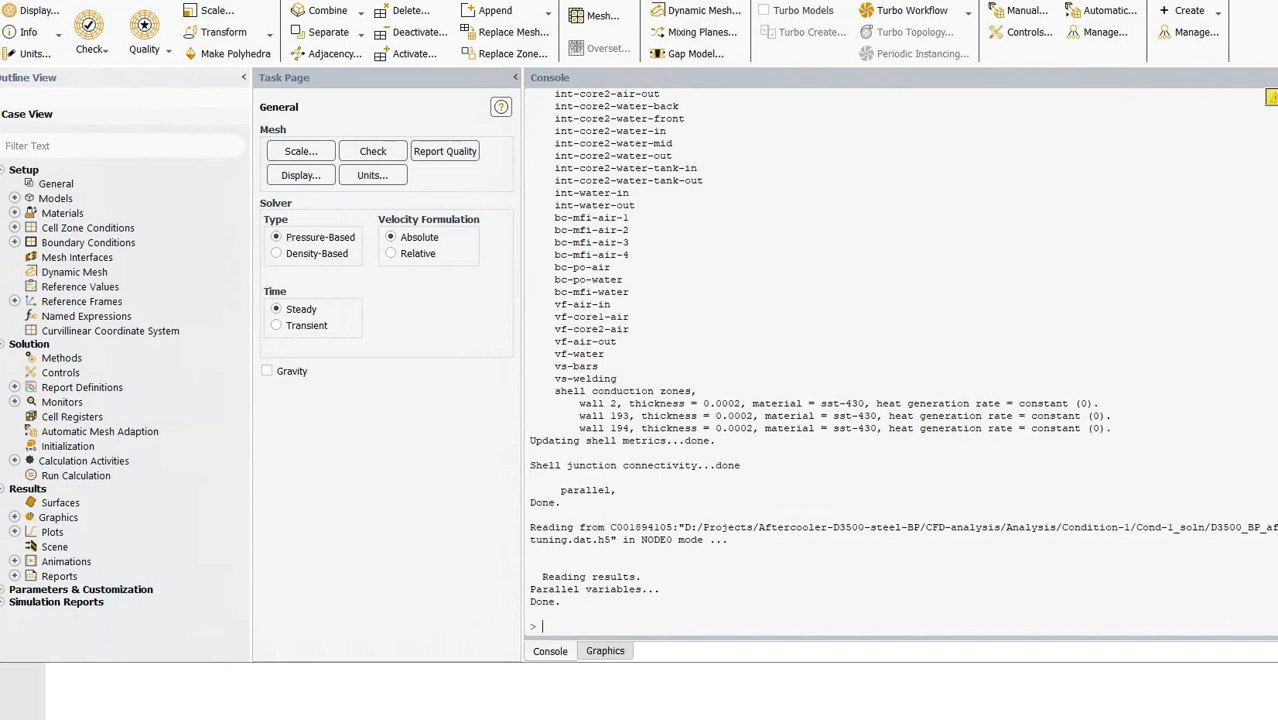 Display...
Info
Units...
Check
Quality
Scale...
Transform
Make Polyhedra
Combine
Separate
Adjacency...
Delete...
Deactivate...
Activate...
Append
Replace Mesh...
Replace Zone...
Mesh...
Overset...
Dynamic Mesh...
Mixing Planes...
Gap Model...
Turbo Models
Turbo Create...
Turbo Workflow
Turbo Topology...
Periodic Instancing...
Manual...
Controls...
Automatic...
Manage...
+ Create
Manage...
utline View
Case View
Filter Text
Setup
General
Models
Materials
Cell Zone Conditions
Boundary Conditions
Mesh Interfaces
Dynamic Mesh
Reference Values
Reference Frames
Named Expressions
Curvillinear Coordinate System
Solution
Methods
Controls
Report Definitions
Monitors
Cell Registers
Automatic Mesh Adaption
Initialization
Calculation Activities
Run Calculation
Results
Surfaces
Graphics
Plots
Scene
Animations
Reports
Parameters & Customization
Simulation Reports
Task Page
General
?
Mesh
Scale... Check Report Quality
Display... Units...
Solver
Type Velocity Formulation
Pressure-Based Absolute
Density-Based Relative
Time
Steady
Transient
Gravity
Console
int-core2-air-out
int-core2-water-back
int-core2-water-front
int-core2-water-in
int-core2-water-mid
int-core2-water-out
int-core2-water-tank-in
int-core2-water-tank-out
int-water-in
int-water-out
bc-mfi-air-1
bc-mfi-air-2
bc-mfi-air-3
bc-mfi-air-4
bc-po-air
bc-po-water
bc-mfi-water
vf-air-in
vf-core1-air
vf-core2-air
vf-air-out
vf-water
vs-bars
vs-welding
shell conduction zones,
wall 2, thickness = 0.0002, material = sst-430, heat generation rate = constant (0).
wall 193, thickness = 0.0002, material = sst-430, heat generation rate = constant (0).
wall 194, thickness = 0.0002, material = sst-430, heat generation rate = constant (0).
Updating shell metrics...done.
Shell junction connectivity...done
parallel,
Done.
Reading from C001894105:"D:/Projects/Aftercooler-D3500-steel-BP/CFD-analysis/Analysis/Condition-1/Cond-1_soln/D3500_BP_af
tuning.dat.h5" in NODE0 mode ...
Reading results.
Parallel variables...
Done.
>
Console Graphics